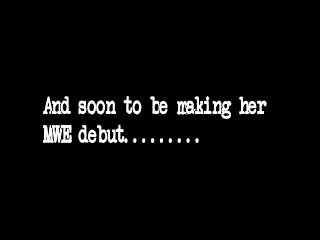 And soon to be making her
MWE debut.........